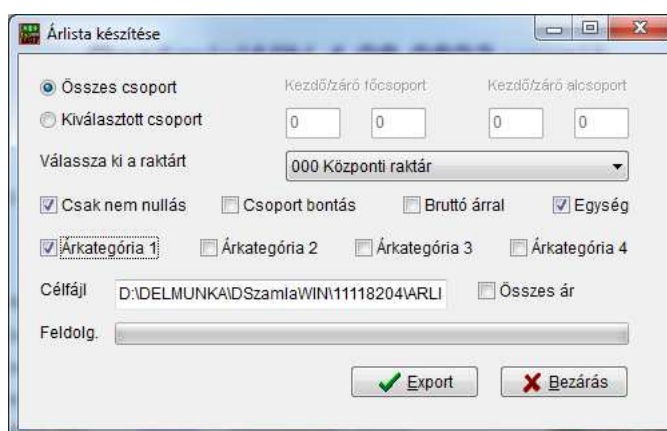 Árlista készítése
Összes csoport Kezdő/záró főcsoport Kezdő/záró alcsoport
Kiválasztott csoport 0 0 0 0
Válassza ki a raktárt 000 Központi raktár
Csak nem nullás Csoport bontás Bruttó árral Egység
Árkategória 1 Árkategória 2 Árkategória 3 Árkategória 4
Célfájl D:\DELMUNKA\DSzamlaWIN\11118204\ARLI Összes ár
Feldolg.
Export Bezárás